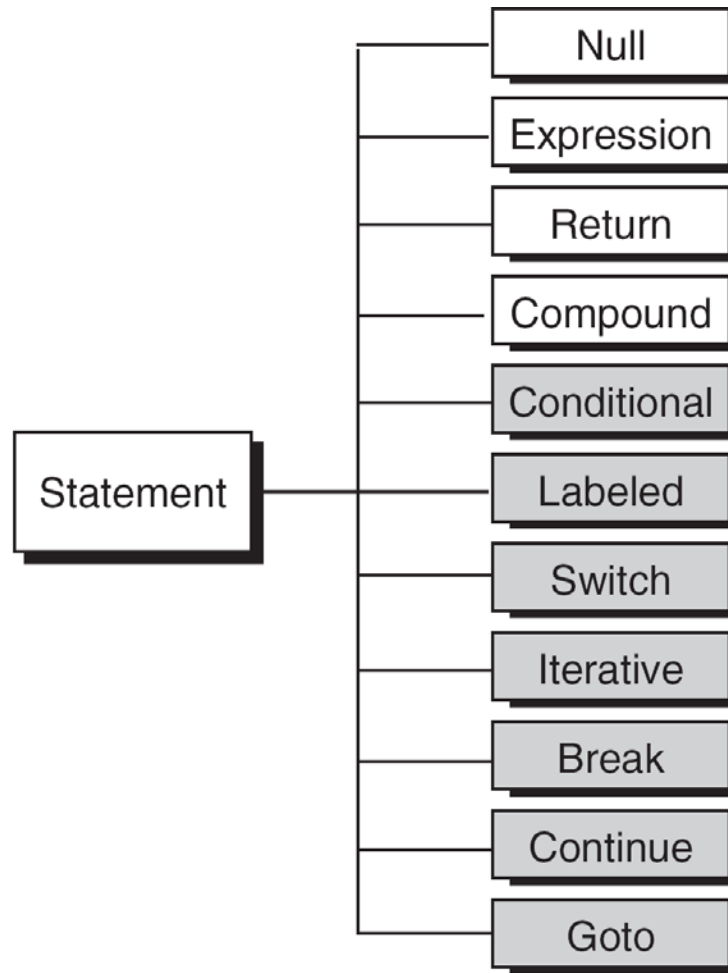 Null
Expression
Return
Compound
Conditional
Statement
Labeled
Switch
Iterative
Break
Continue
Goto